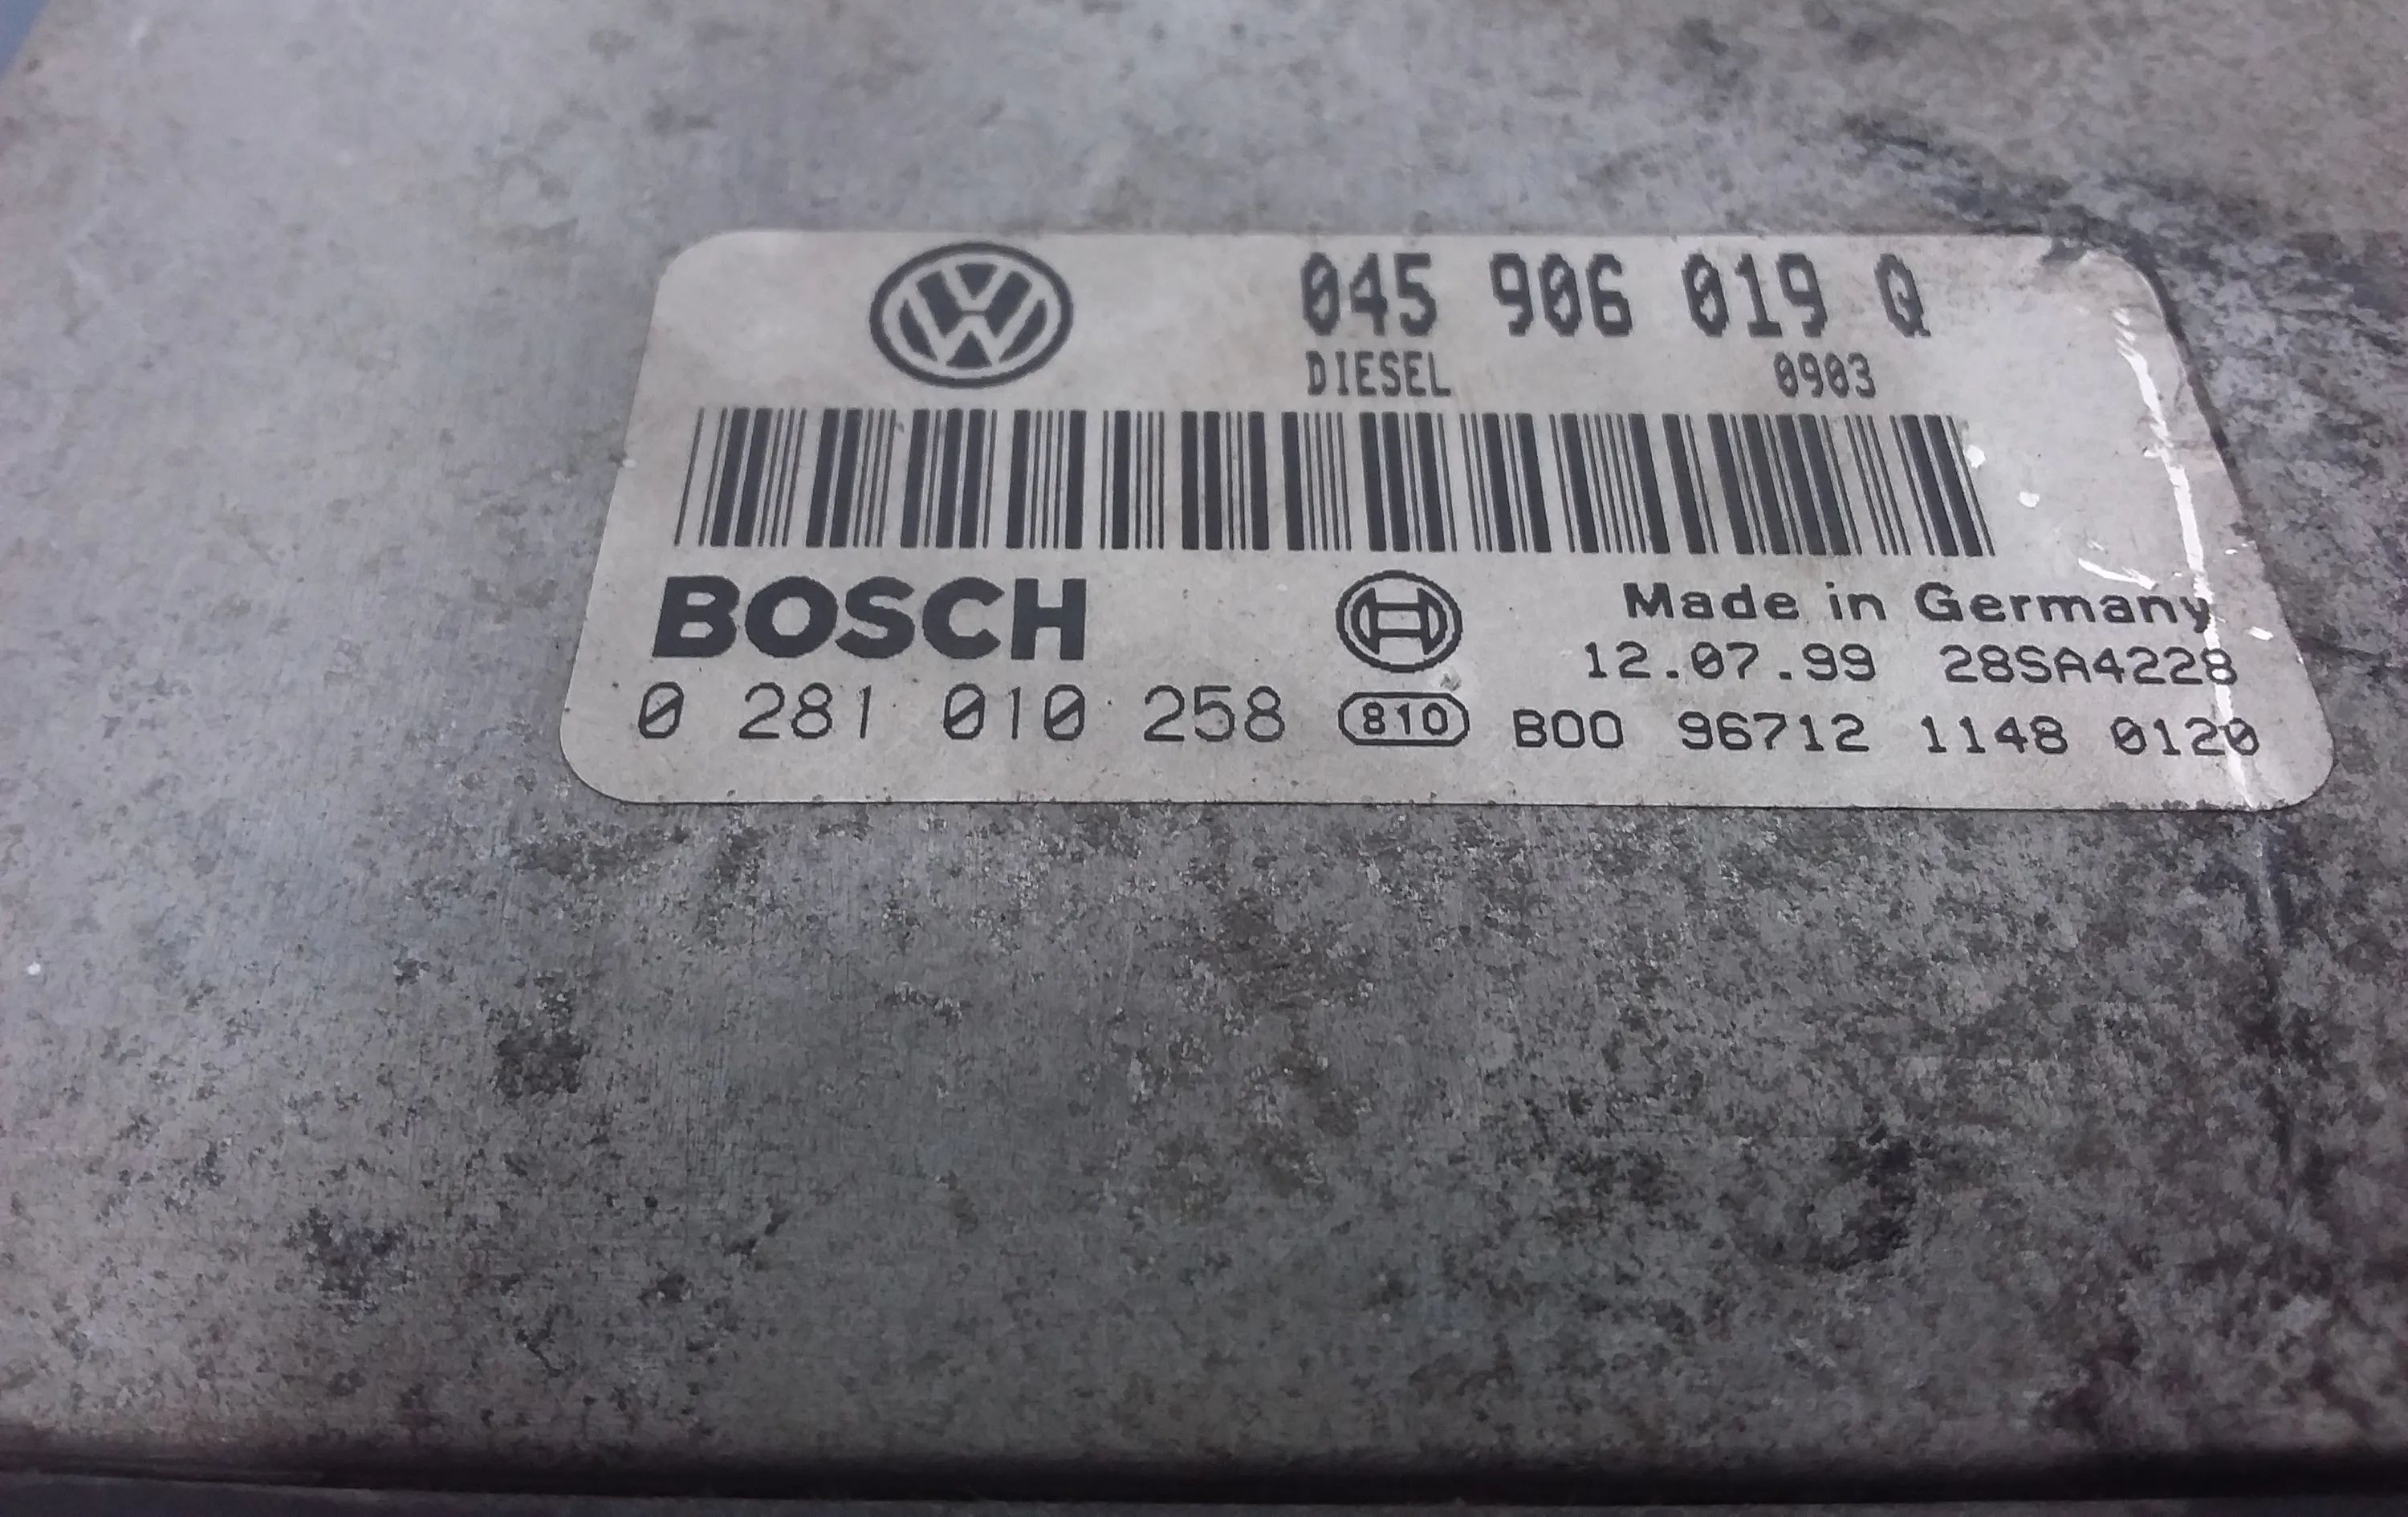 045 906 019 Q
DIESEL 0903
BOSCH
Made in Germany
12.07.99 28SA4228
0 281 010 258 810 B00 96712 1148 0120